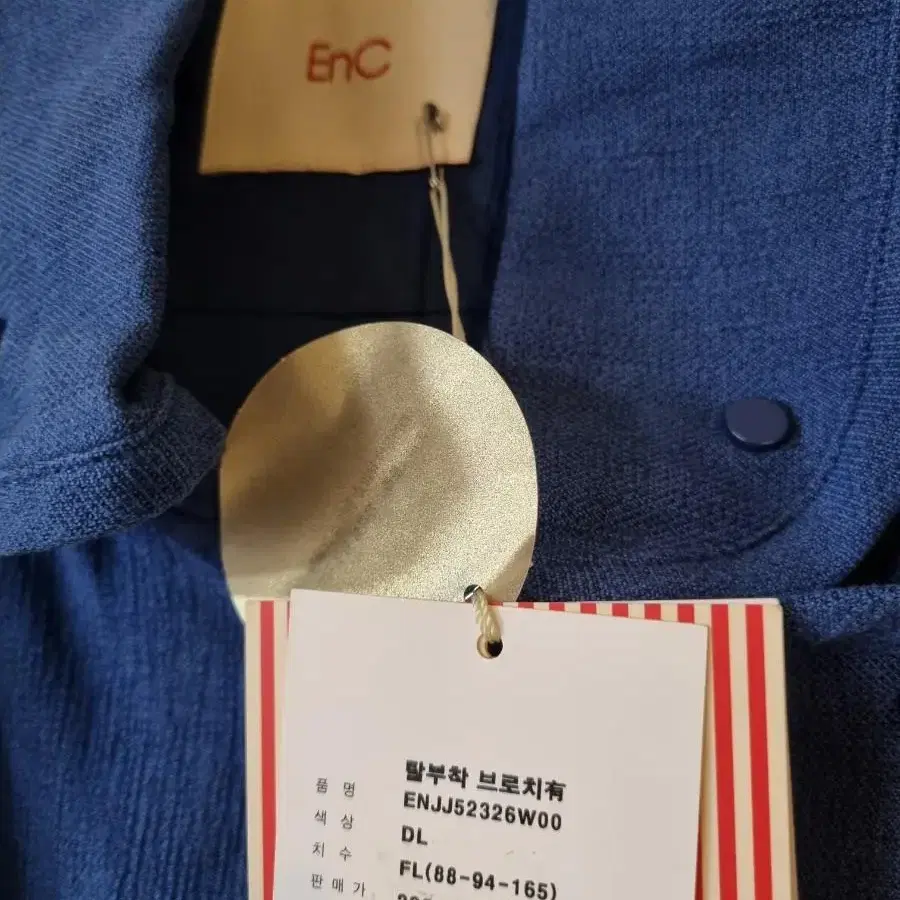 EnC
탈부착 브로치有
품 명 ENJJ52326W00
색 상 DL
치 수 FL(88-94-165)
판매가